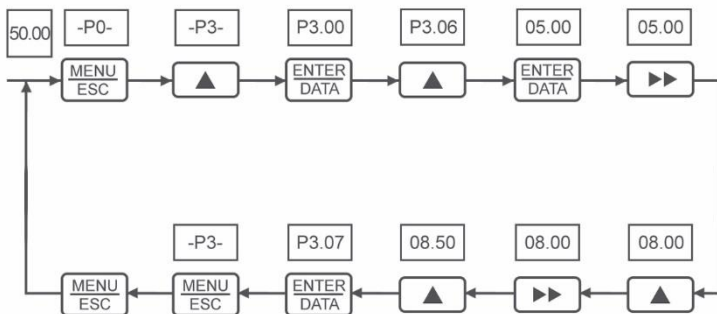 50.00 -P0- -P3- P3.00 P3.06 05.00 05.00
MENU ENTER ENTER
ESC DATA DATA
-P3- P3.07 08.50 08.00 08.00
MENU MENU ENTER
ESC ESC DATA